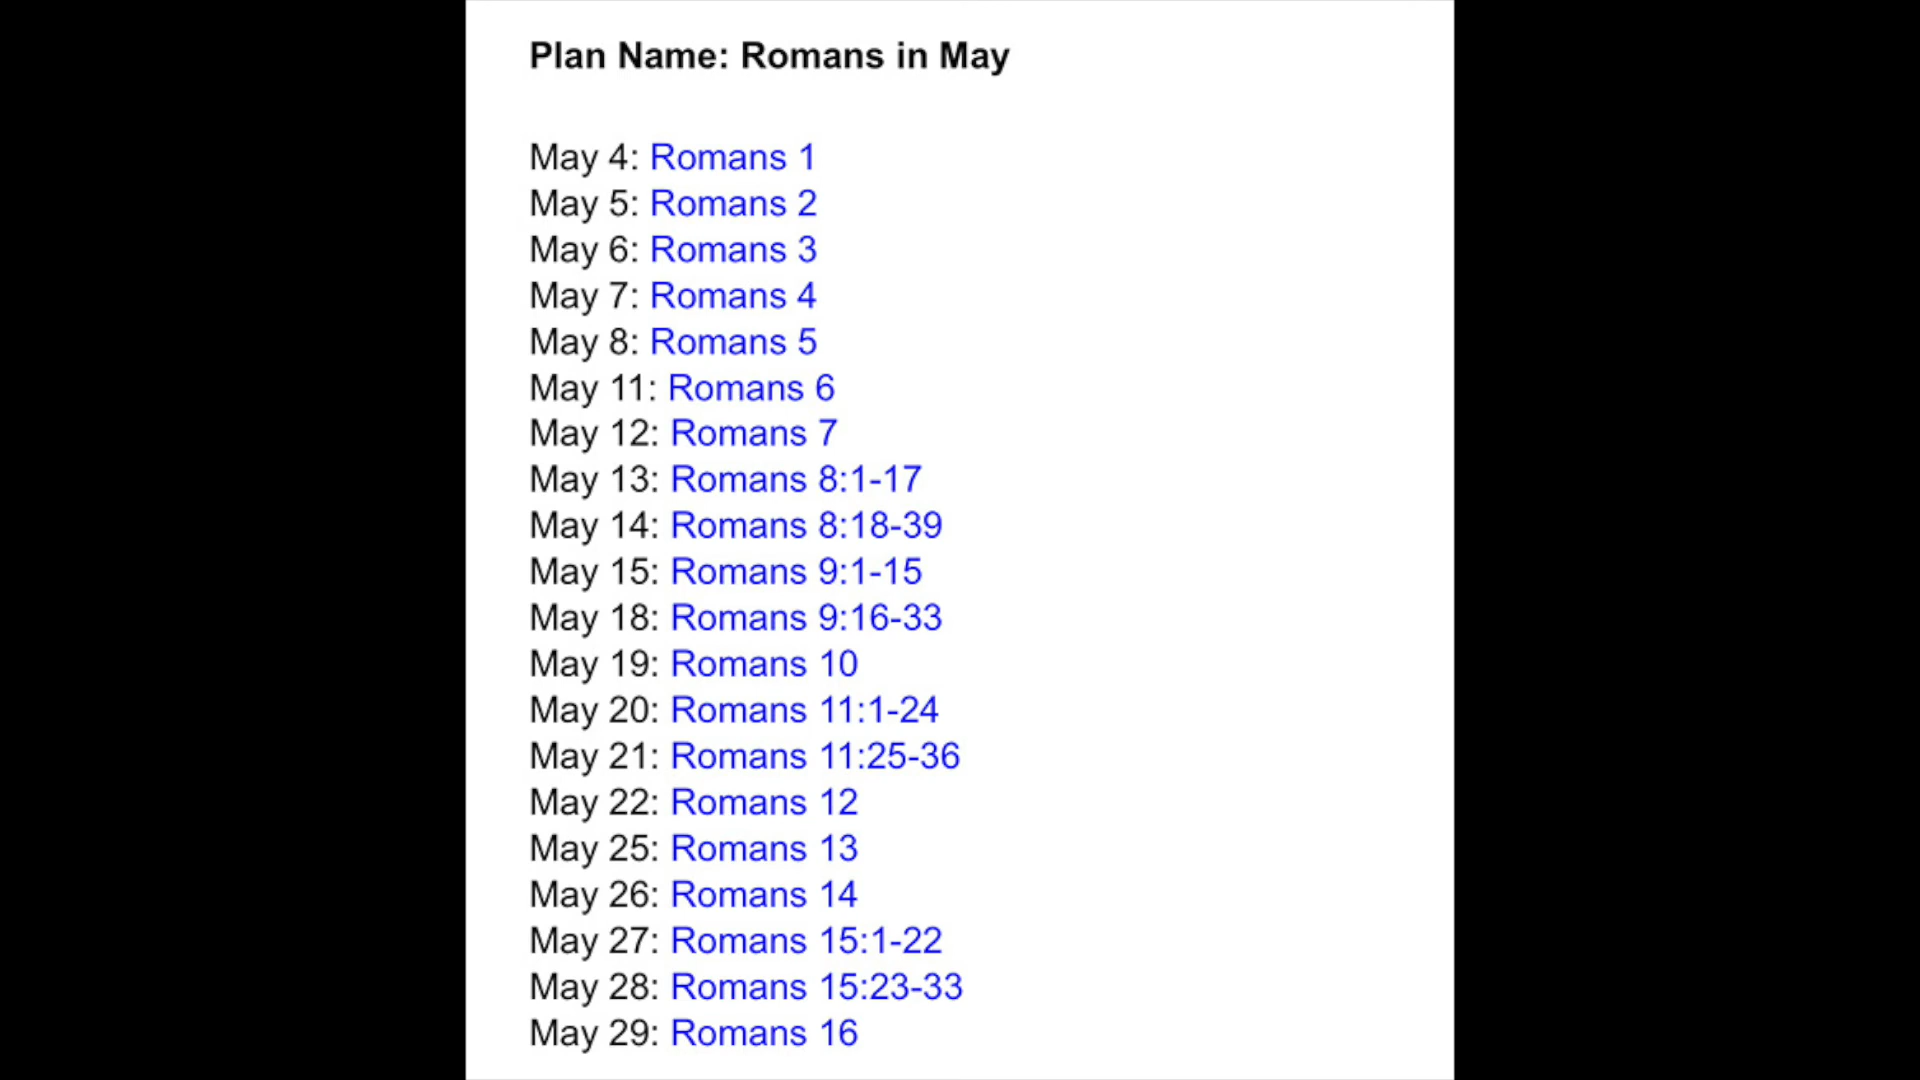 Plan Name: Romans in May
May 4: Romans 1
May 5: Romans 2
May 6: Romans 3
May 7: Romans 4
May 8: Romans 5
May 11: Romans 6
May 12: Romans 7
May 13: Romans 8:1-17
May 14: Romans 8:18-39
May 15: Romans 9:1-15
May 18: Romans 9:16-33
May 19: Romans 10
May 20: Romans 11:1-24
May 21: Romans 11:25-36
May 22: Romans 12
May 25: Romans 13
May 26: Romans 14
May 27: Romans 15:1-22
May 28: Romans 15:23-33
May 29: Romans 16